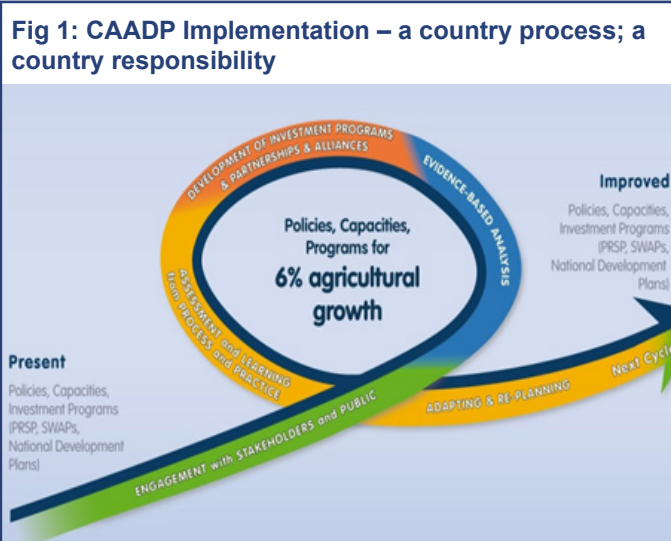 Fig 1: CAADP Implementation – a country process; a
country responsibility
DEVELOPMENT OF INVESTMENT PROGRAMS
& PARTNERSHIPS & ALLIANCES
EVIDENCE-BASED ANALYSIS
Improved
Policies, Capacities,
Investment Programs
(PRSP, SWAPs,
National Development
Plans)
Policies, Capacities,
Programs for
6% agricultural
growth
ASSESSMENT and LEARNING
from PROCESS and PRACTICE
Present
Policies, Capacities,
Investment Programs
(PRSP, SWAPs,
National Development
Plans)
ENGAGEMENT with STAKEHOLDERS and PUBLIC
ADAPTING & RE-PLANNING
Next Cycle